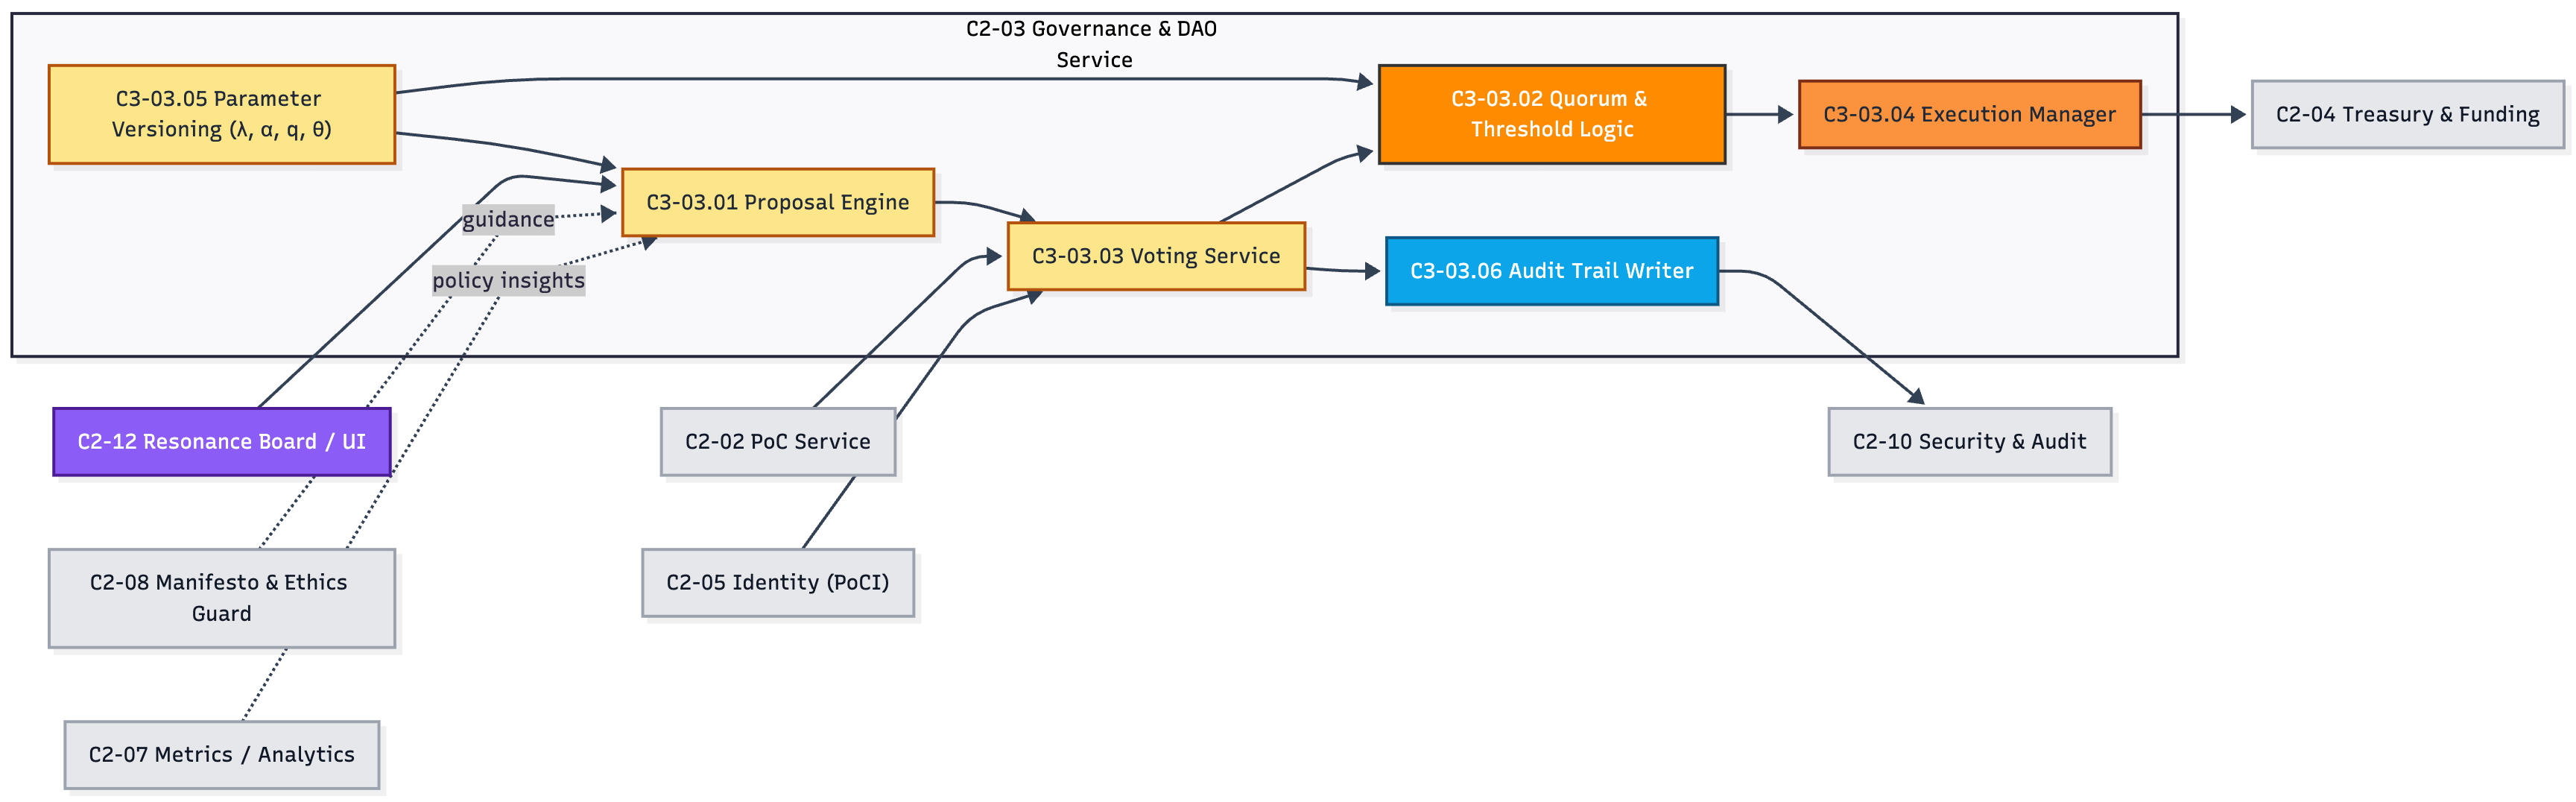 C2-03 Governance & DAO
Service
C3-03.05 Parameter
Versioning (λ, α, q, θ)
C3-03.02 Quorum &
Threshold Logic
C3-03.04 Execution Manager
C2-04 Treasury & Funding
C3-03.01 Proposal Engine
guidance
C3-03.03 Voting Service
C3-03.06 Audit Trail Writer
policy insights
C2-12 Resonance Board / UI
C2-02 PoC Service
C2-10 Security & Audit
C2-08 Manifesto & Ethics
Guard
C2-05 Identity (PoCI)
C2-07 Metrics / Analytics